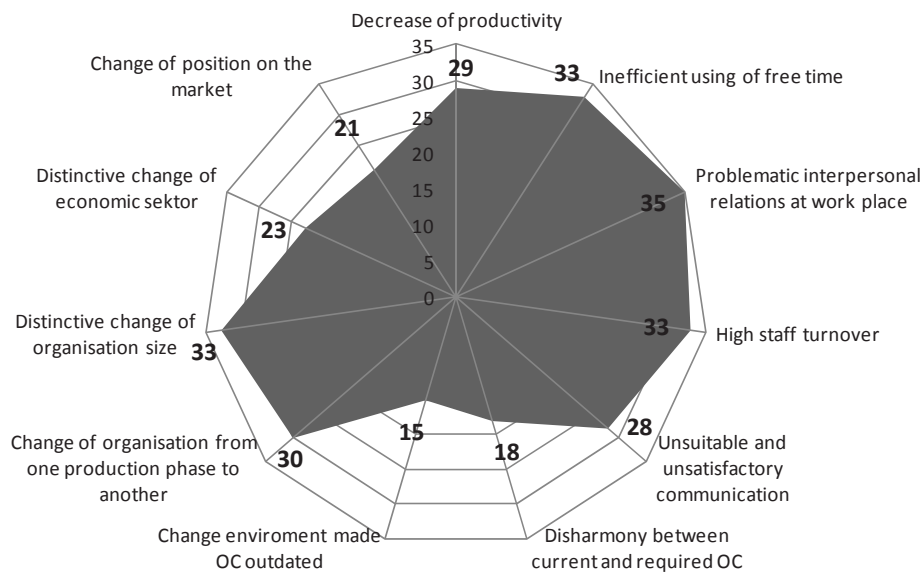 Decrease of productivity
35
30
25
20
15
10
5
0
29
33
Inefficient using of free time
35
Problematic interpersonal
relations at work place
33
High staff turnover
28
Unsuitable and
unsatisfactory
communication
18
Disharmony between
current and required OC
15
Change enviroment made
OC outdated
30
Change of organisation from
one production phase to
another
33
Distinctive change of
organisation size
23
Distinctive change of
economic sektor
21
Change of position on the
market